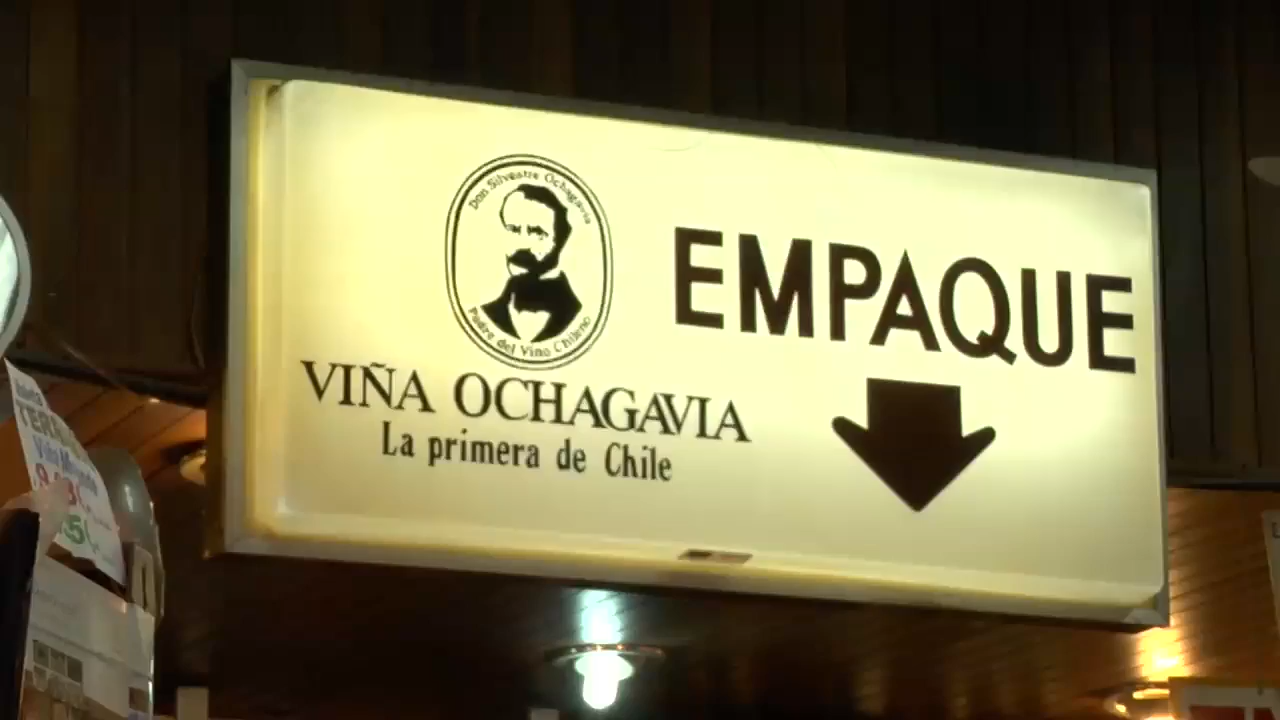 Don Silvestre Ochagavia
Padre del Vino Chileno
VIÑA OCHAGAVIA
La primera de Chile
EMPAQUE